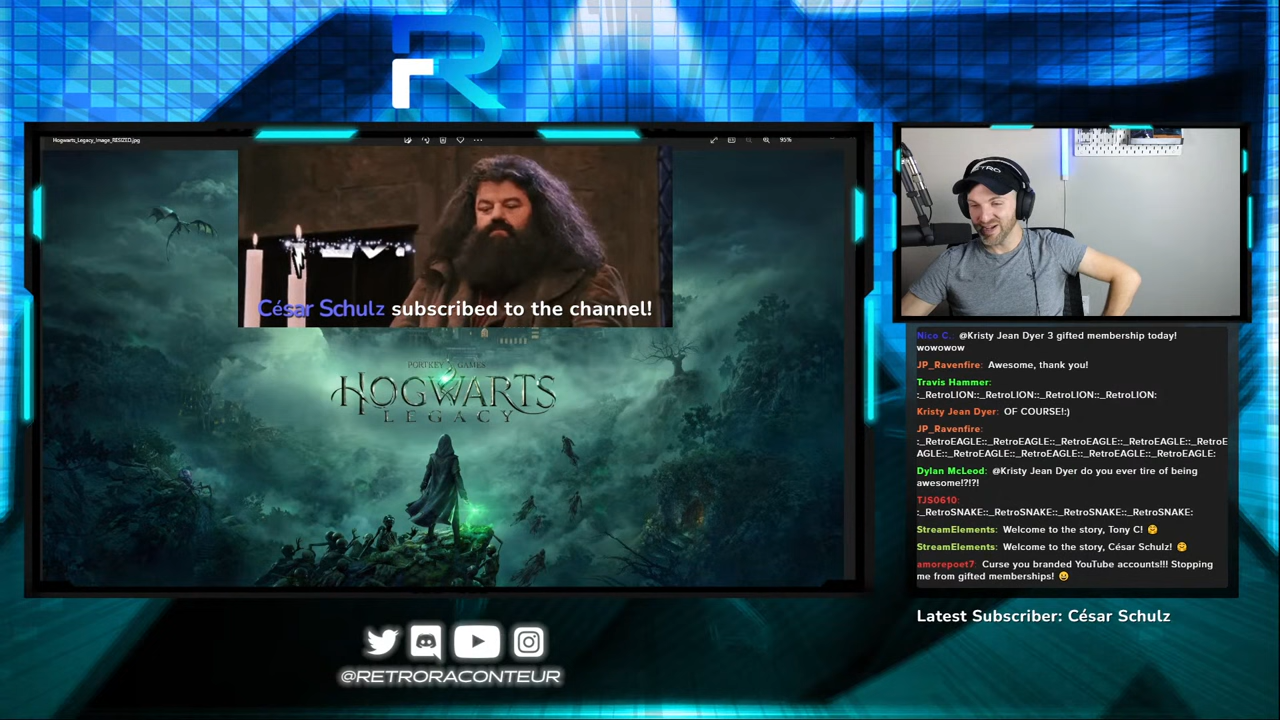 Hogwarts_Legacy_Image_RESIZED.jpg
95%
César Schulz subscribed to the channel!
PORTKEY GAMES
HOGWARTS
LEGACY
RETRO
Nico C.: @Kristy Jean Dyer 3 gifted membership today!
wowowow
JP_Ravenfire: Awesome, thank you!
Travis Hammer:
:_RetroLION::_RetroLION::_RetroLION::_RetroLION:
Kristy Jean Dyer: OF COURSE!:)
JP_Ravenfire:
:_RetroEAGLE::_RetroEAGLE::_RetroEAGLE::_RetroEAGLE::_RetroE
AGLE::_RetroEAGLE::_RetroEAGLE::_RetroEAGLE::_RetroEAGLE:
Dylan McLeod: @Kristy Jean Dyer do you ever tire of being
awesome!?!?!
TJS0610:
:_RetroSNAKE::_RetroSNAKE::_RetroSNAKE::_RetroSNAKE:
StreamElements: Welcome to the story, Tony C! 🤗
StreamElements: Welcome to the story, César Schulz! 🤗
amorepoet7: Curse you branded YouTube accounts!!! Stopping
me from gifted memberships! 😆
Latest Subscriber: César Schulz
@RETRORACONTEUR